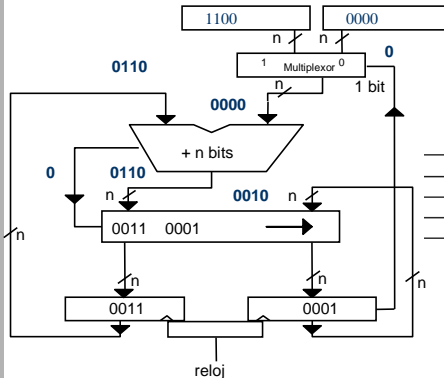 1100 0000
n n
0
1 Multiplexor 0
0110
n
1 bit
0000
+ n bits
0 0110
0010
n n
0011 0001
n
n n
n
0011 0001
reloj